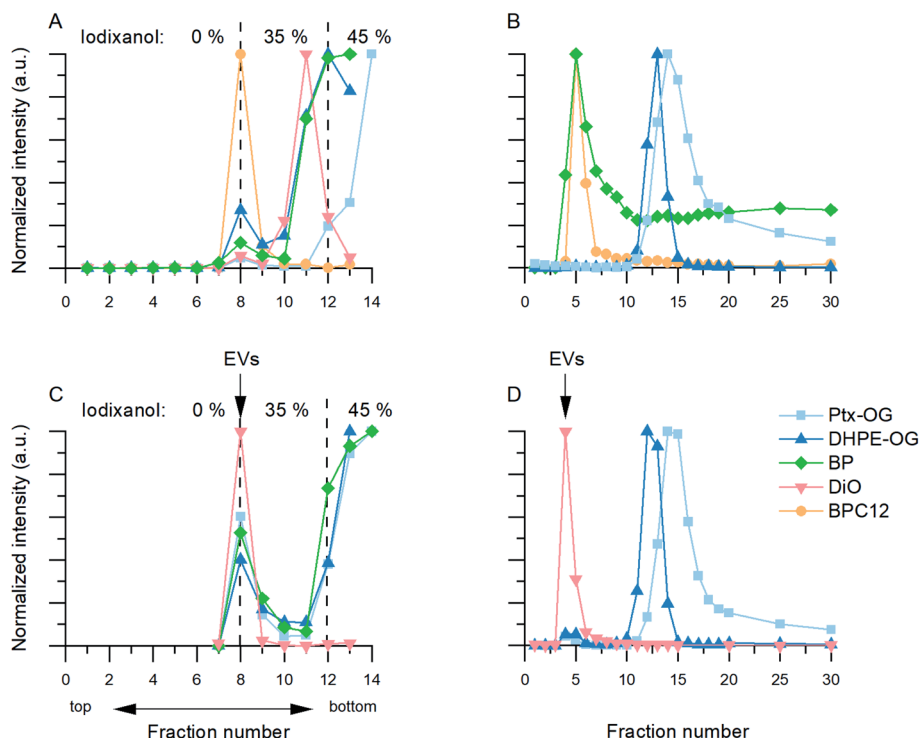 A
Iodixanol: 0 % 35 % 45 %
Normalized intensity (a.u.)
0 2 4 6 8 10 12 14
B
0 5 10 15 20 25 30
EVs
C
Iodixanol: 0 % 35 % 45 %
Normalized intensity (a.u.)
0 2 4 6 8 10 12 14
top bottom
Fraction number
EVs
D
Ptx-OG
DHPE-OG
BP
DiO
BPC12
0 5 10 15 20 25 30
Fraction number